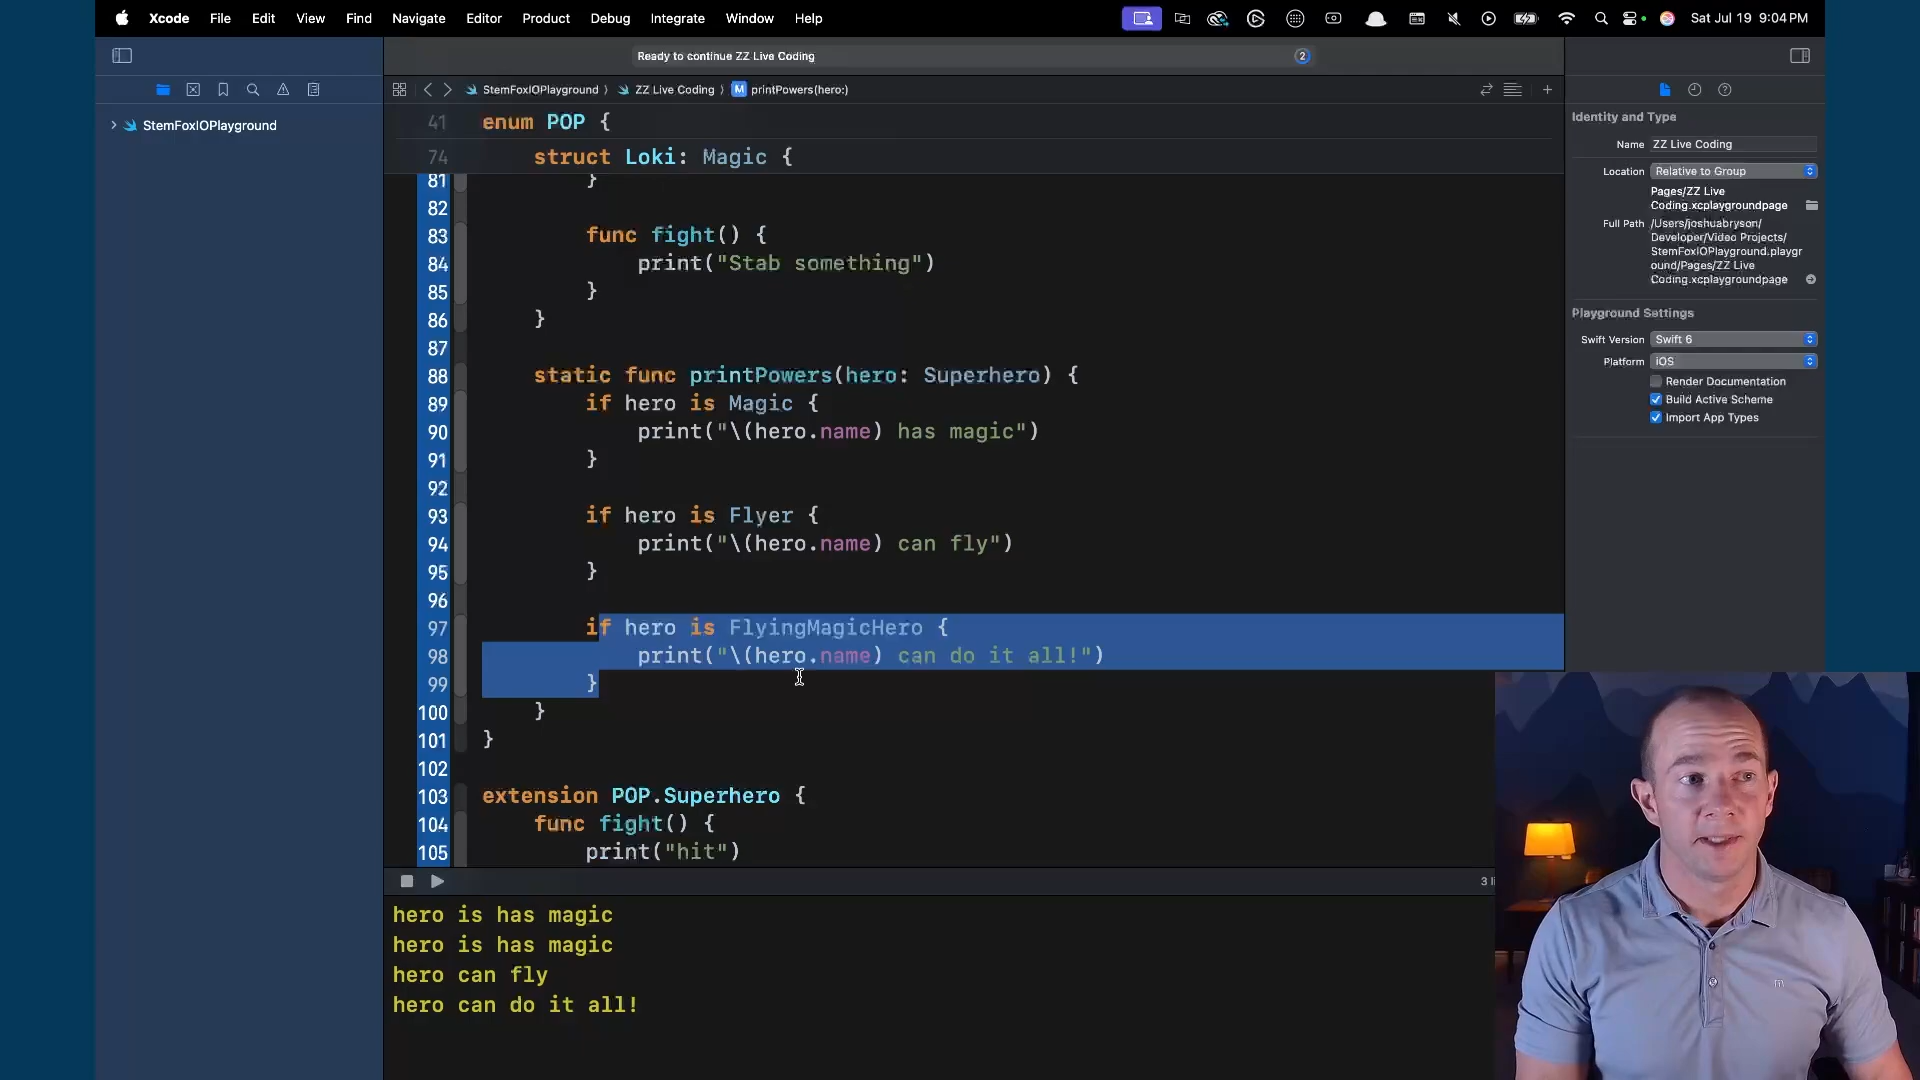 Xcode File Edit View Find Navigate Editor Product Debug Integrate Window Help Sat Jul 19 9:04 PM
Ready to continue ZZ Live Coding 2
StemFoxIOPlayground ZZ Live Coding M printPowers(hero:)
StemFoxIOPlayground
41 enum POP {
74 struct Loki: Magic {
81 }
82
83 func fight() {
84 print("Stab something")
85 }
86 }
87
88 static func printPowers(hero: Superhero) {
89 if hero is Magic {
90 print("\(hero.name) has magic")
91 }
92
93 if hero is Flyer {
94 print("\(hero.name) can fly")
95 }
96
97 if hero is FlyingMagicHero {
98 print("\(hero.name) can do it all!")
99 }
100 }
101 }
102
103 extension POP.Superhero {
104 func fight() {
105 print("hit")
hero is has magic
hero is has magic
hero can fly
hero can do it all!
Identity and Type
Name ZZ Live Coding
Location Relative to Group
Pages/ZZ Live
Coding.xcplaygroundpage
Full Path /Users/joshuabryson/
Developer/Video Projects/
StemFoxIOPlayground.playgr
ound/Pages/ZZ Live
Coding.xcplaygroundpage
Playground Settings
Swift Version Swift 6
Platform iOS
Render Documentation
Build Active Scheme
Import App Types